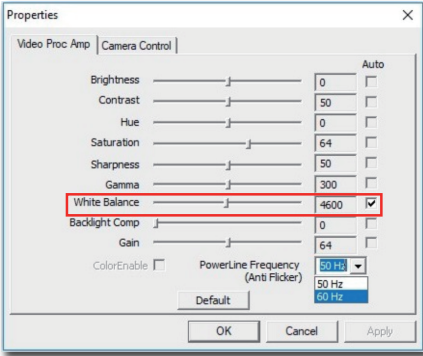 Properties
Video Proc Amp Camera Control
Auto
Brightness 0
Contrast 50
Hue 0
Saturation 64
Sharpness 50
Gamma 300
White Balance 4600
Backlight Comp 0
Gain 64
ColorEnable PowerLine Frequency 50 Hz
(Anti Flicker)
50 Hz
60 Hz
Default
OK Cancel Apply